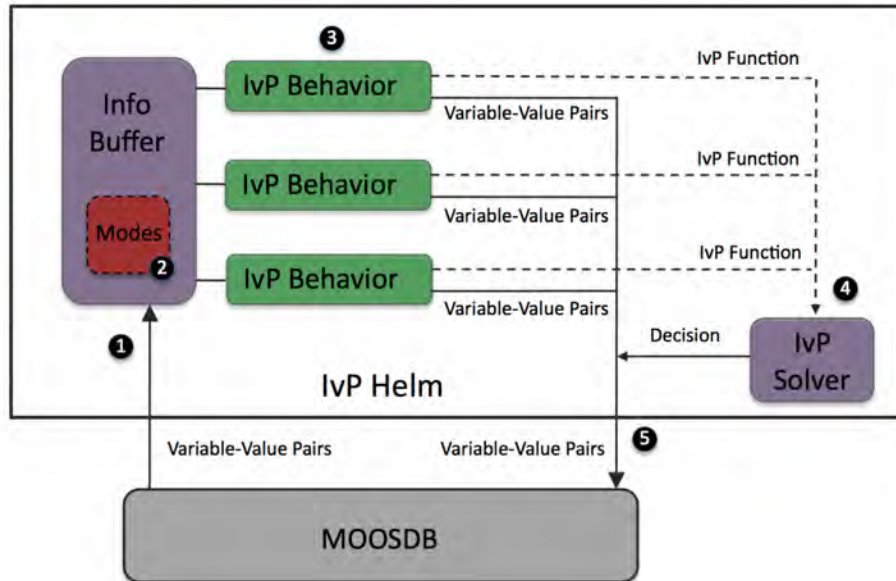 3
IvP Function
Info
Buffer
IvP Behavior
Variable-Value Pairs
IvP Function
IvP Behavior
Variable-Value Pairs
Modes
2
IvP Function
IvP Behavior
Variable-Value Pairs
4
1
Decision
IvP
Solver
IvP Helm
5
Variable-Value Pairs
Variable-Value Pairs
MOOSDB